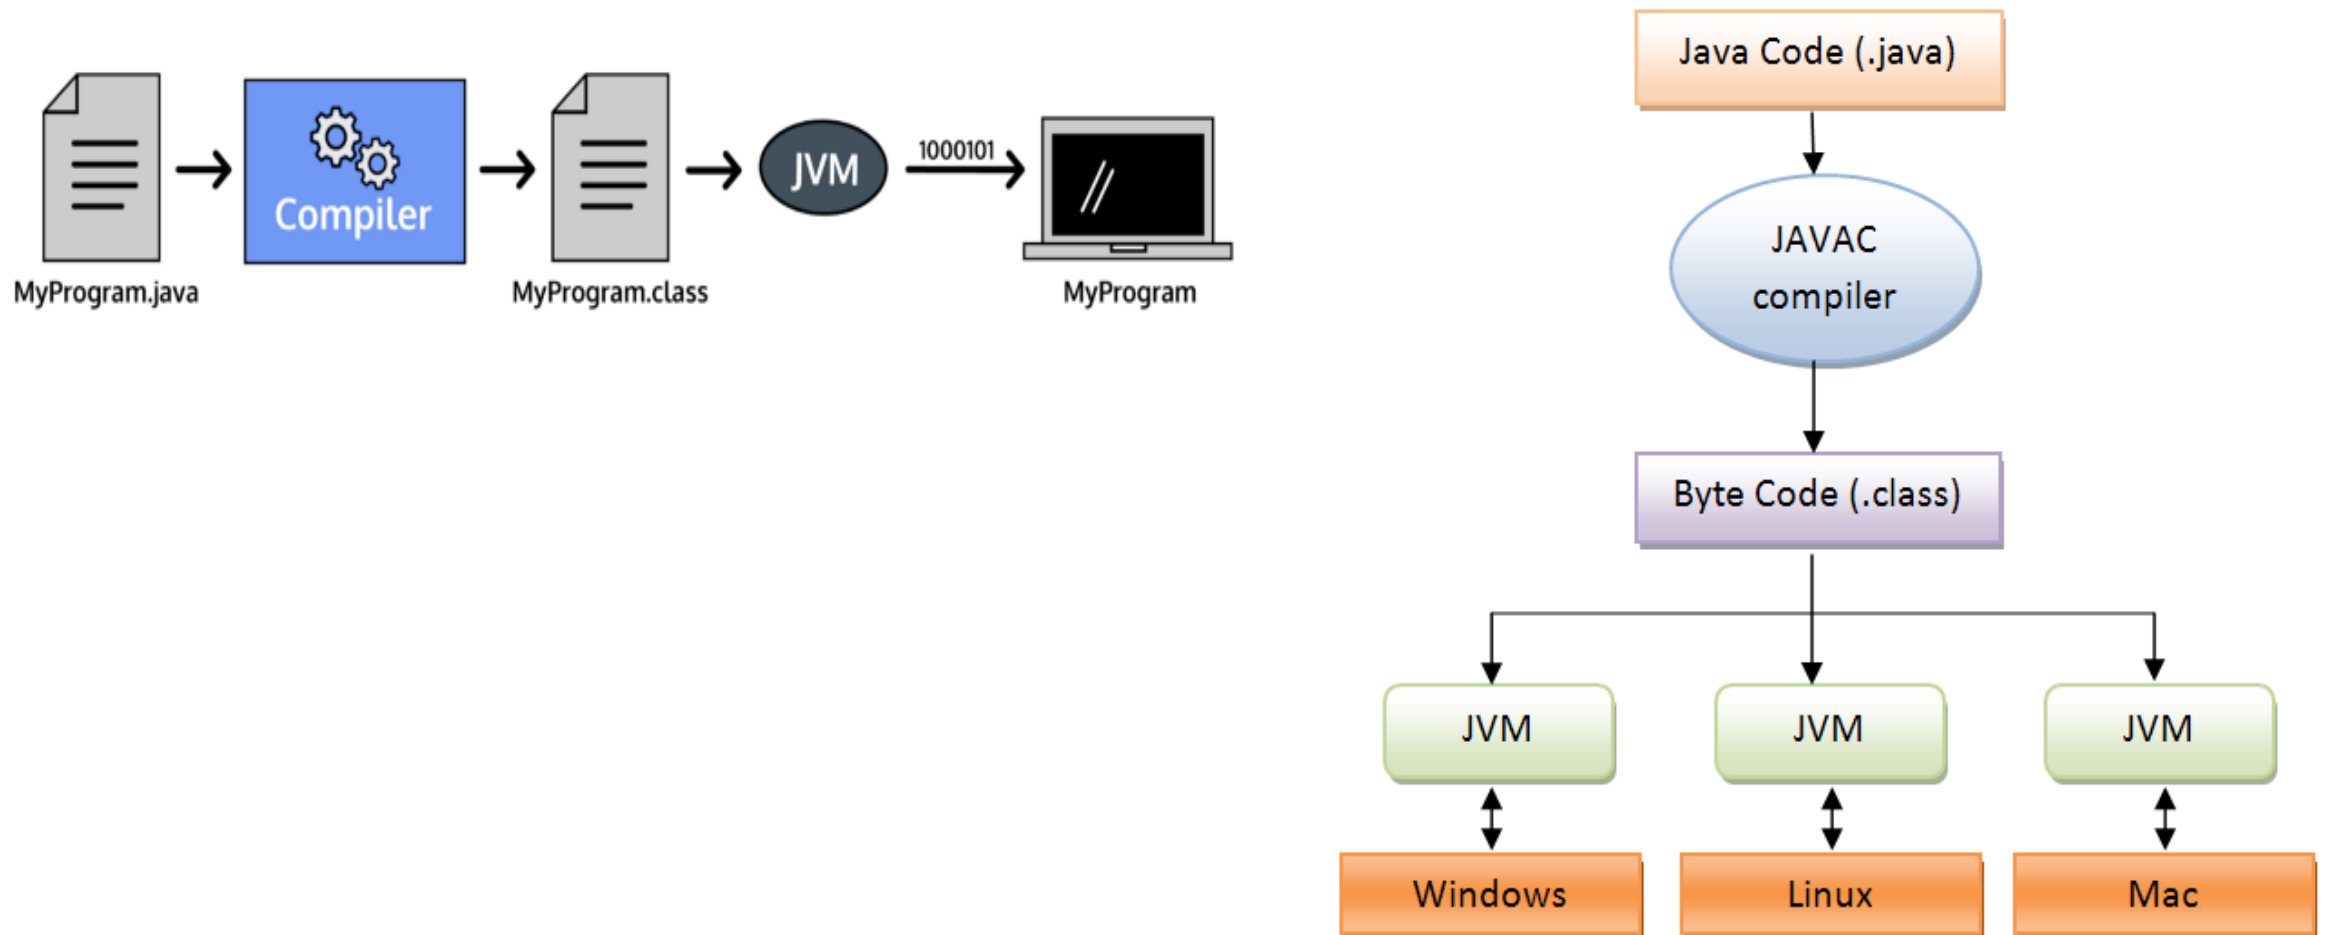 Compiler
JVM
1000101
MyProgram.java
MyProgram.class
MyProgram
Java Code (.java)
JAVAC
compiler
Byte Code (.class)
JVM
JVM
JVM
Windows
Linux
Mac